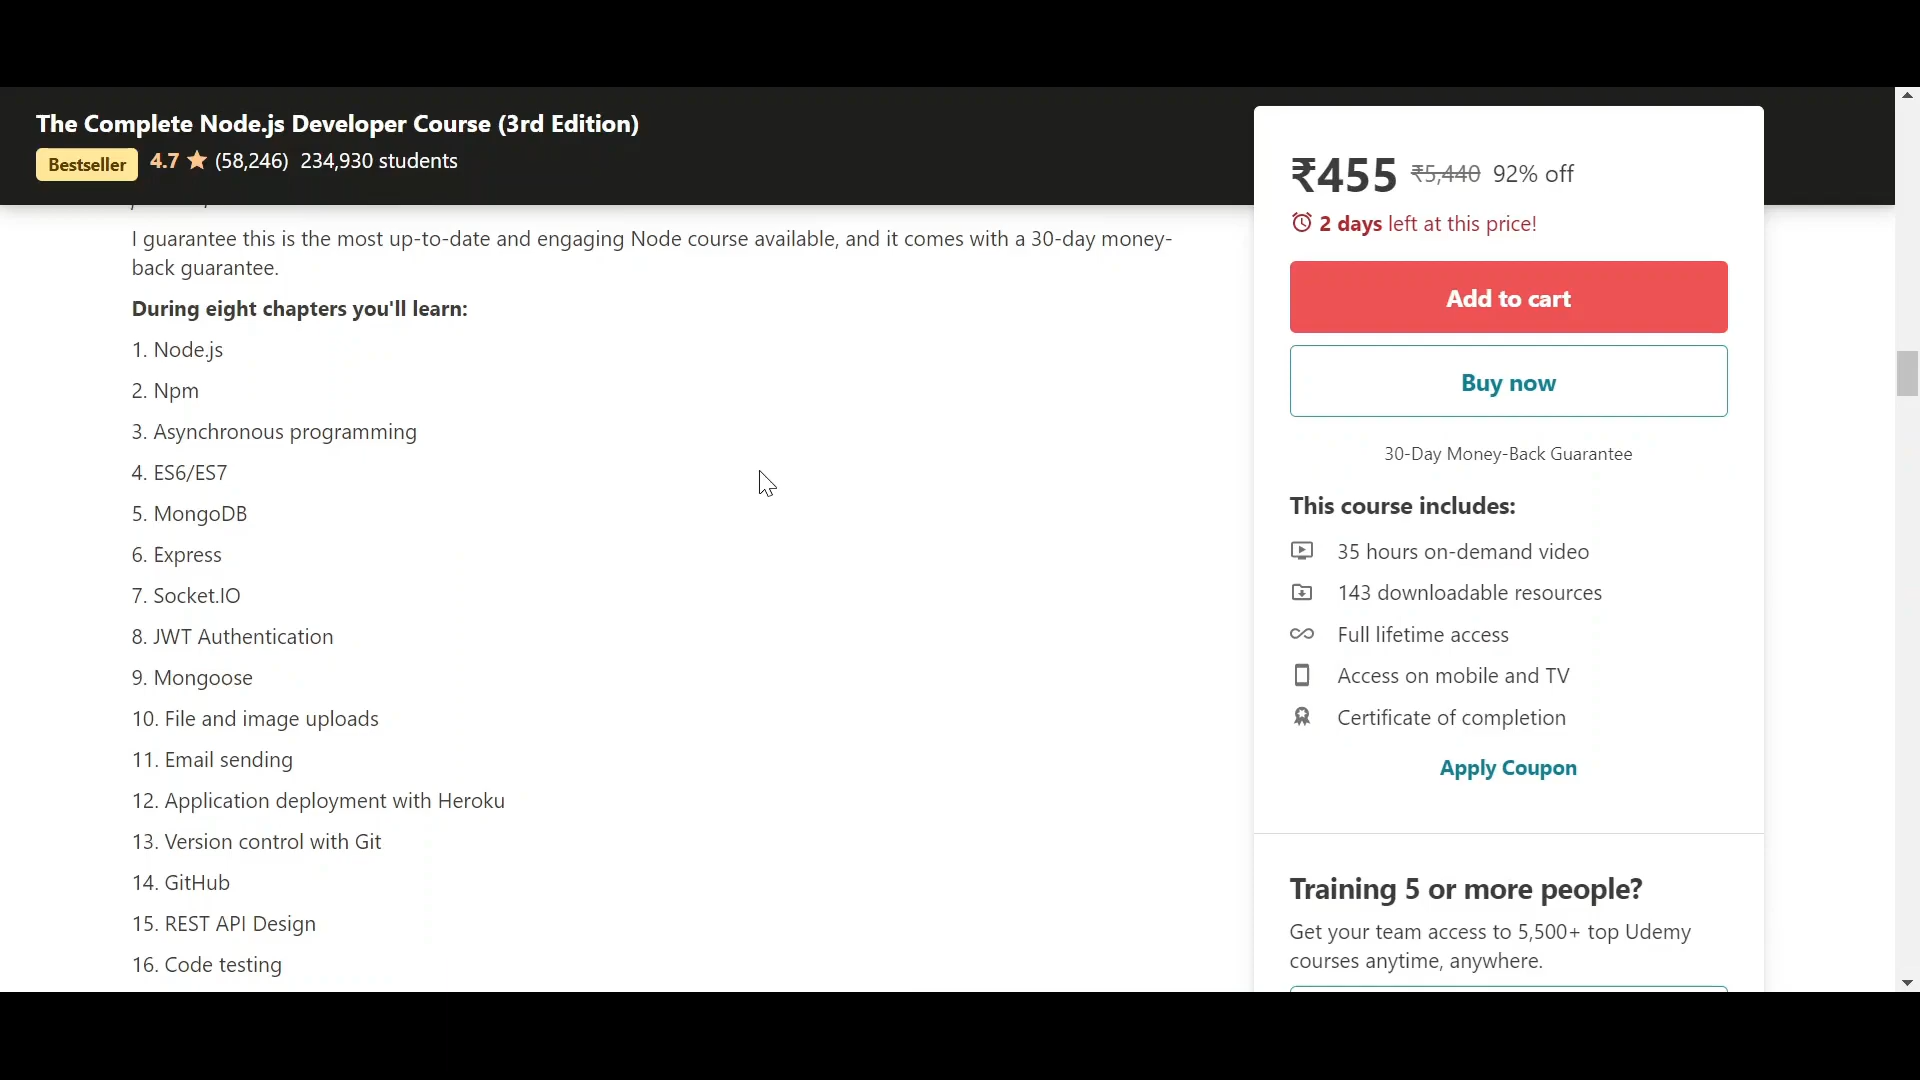 The Complete Node.js Developer Course (3rd Edition)
Bestseller 4.7 (58,246) 234,930 students
I guarantee this is the most up-to-date and engaging Node course available, and it comes with a 30-day money-
back guarantee.
During eight chapters you'll learn:
1. Node.js
2. Npm
3. Asynchronous programming
4. ES6/ES7
5. MongoDB
6. Express
7. Socket.IO
8. JWT Authentication
9. Mongoose
10. File and image uploads
11. Email sending
12. Application deployment with Heroku
13. Version control with Git
14. GitHub
15. REST API Design
16. Code testing
₹455 ₹5,440 92% off
2 days left at this price!
Add to cart
Buy now
30-Day Money-Back Guarantee
This course includes:
35 hours on-demand video
143 downloadable resources
Full lifetime access
Access on mobile and TV
Certificate of completion
Apply Coupon
Training 5 or more people?
Get your team access to 5,500+ top Udemy
courses anytime, anywhere.